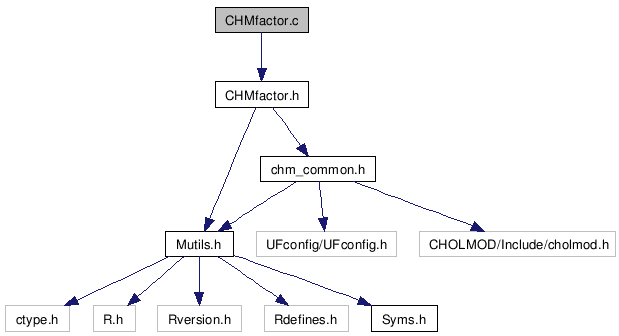 CHMfactor.c
CHMfactor.h
chm_common.h
Mutils.h
UFconfig/UFconfig.h
CHOLMOD/Include/cholmod.h
ctype.h
R.h
Rversion.h
Rdefines.h
Syms.h